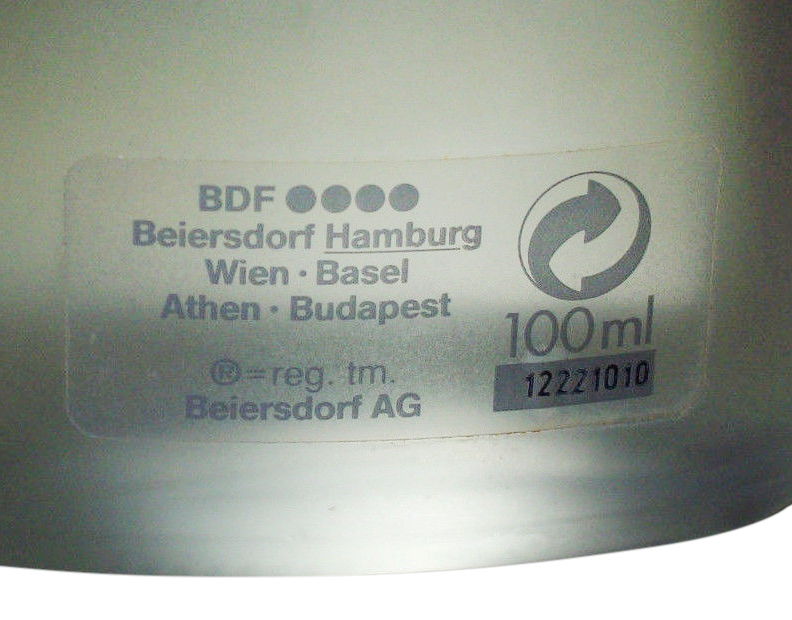 BDF ●●●●
Beiersdorf Hamburg
Wien · Basel
Athen · Budapest
®=reg. tm.
Beiersdorf AG
100 ml
12221010